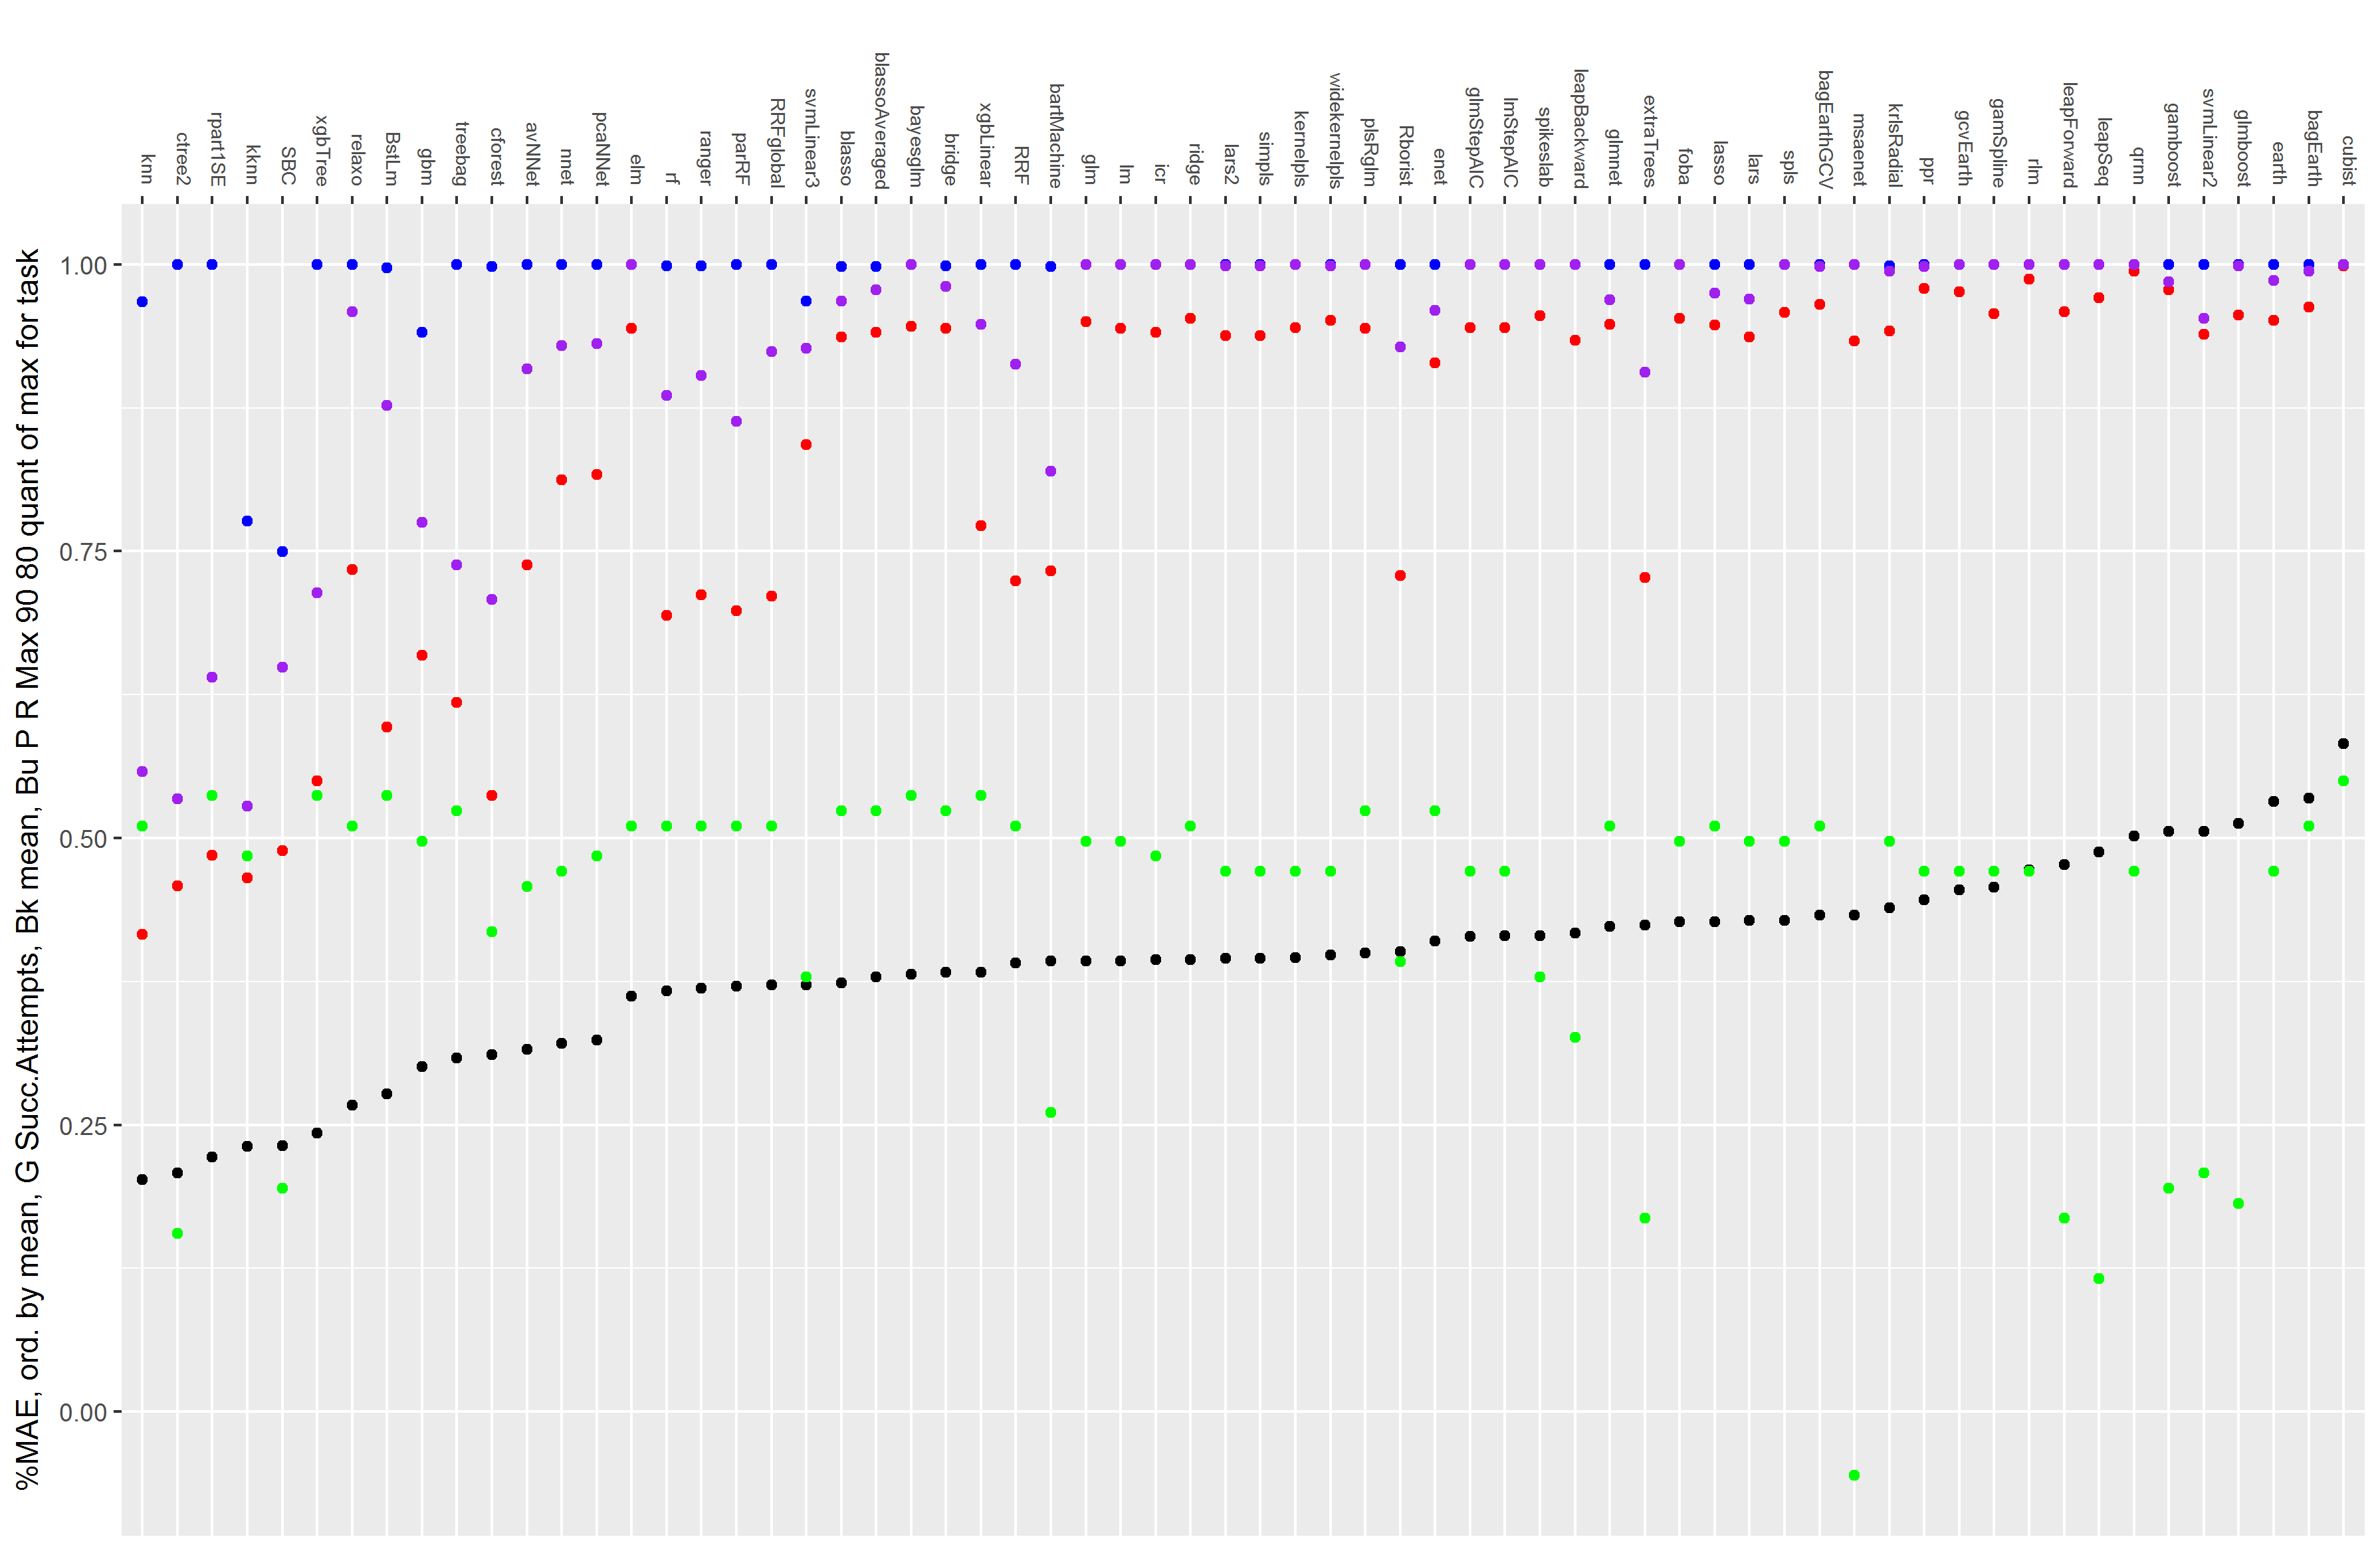 knn
ctree2
rpart1SE
kknn
SBC
xgbTree
relaxo
BstLm
gbm
treebag
cforest
avNNet
nnet
pcaNNet
elm
rf
ranger
parRF
RRFglobal
svmLinear3
blasso
blassoAveraged
bayesglm
bridge
xgbLinear
RRF
bartMachine
glm
lm
icr
ridge
lars2
simpls
kernelpls
widekernelpls
plsRglm
Rborist
enet
glmStepAIC
lmStepAIC
spikeslab
leapBackward
glmnet
extraTrees
foba
lasso
lars
spls
bagEarthGCV
msaenet
krlsRadial
ppr
gcvEarth
gamSpline
rlm
leapForward
leapSeq
qrnn
gamboost
svmLinear2
glmboost
earth
bagEarth
cubist
1.00
0.75
0.50
0.25
0.00
%MAE, ord. by mean, G Succ.Attempts, Bk mean, Bu P R Max 90 80 quant of max for task